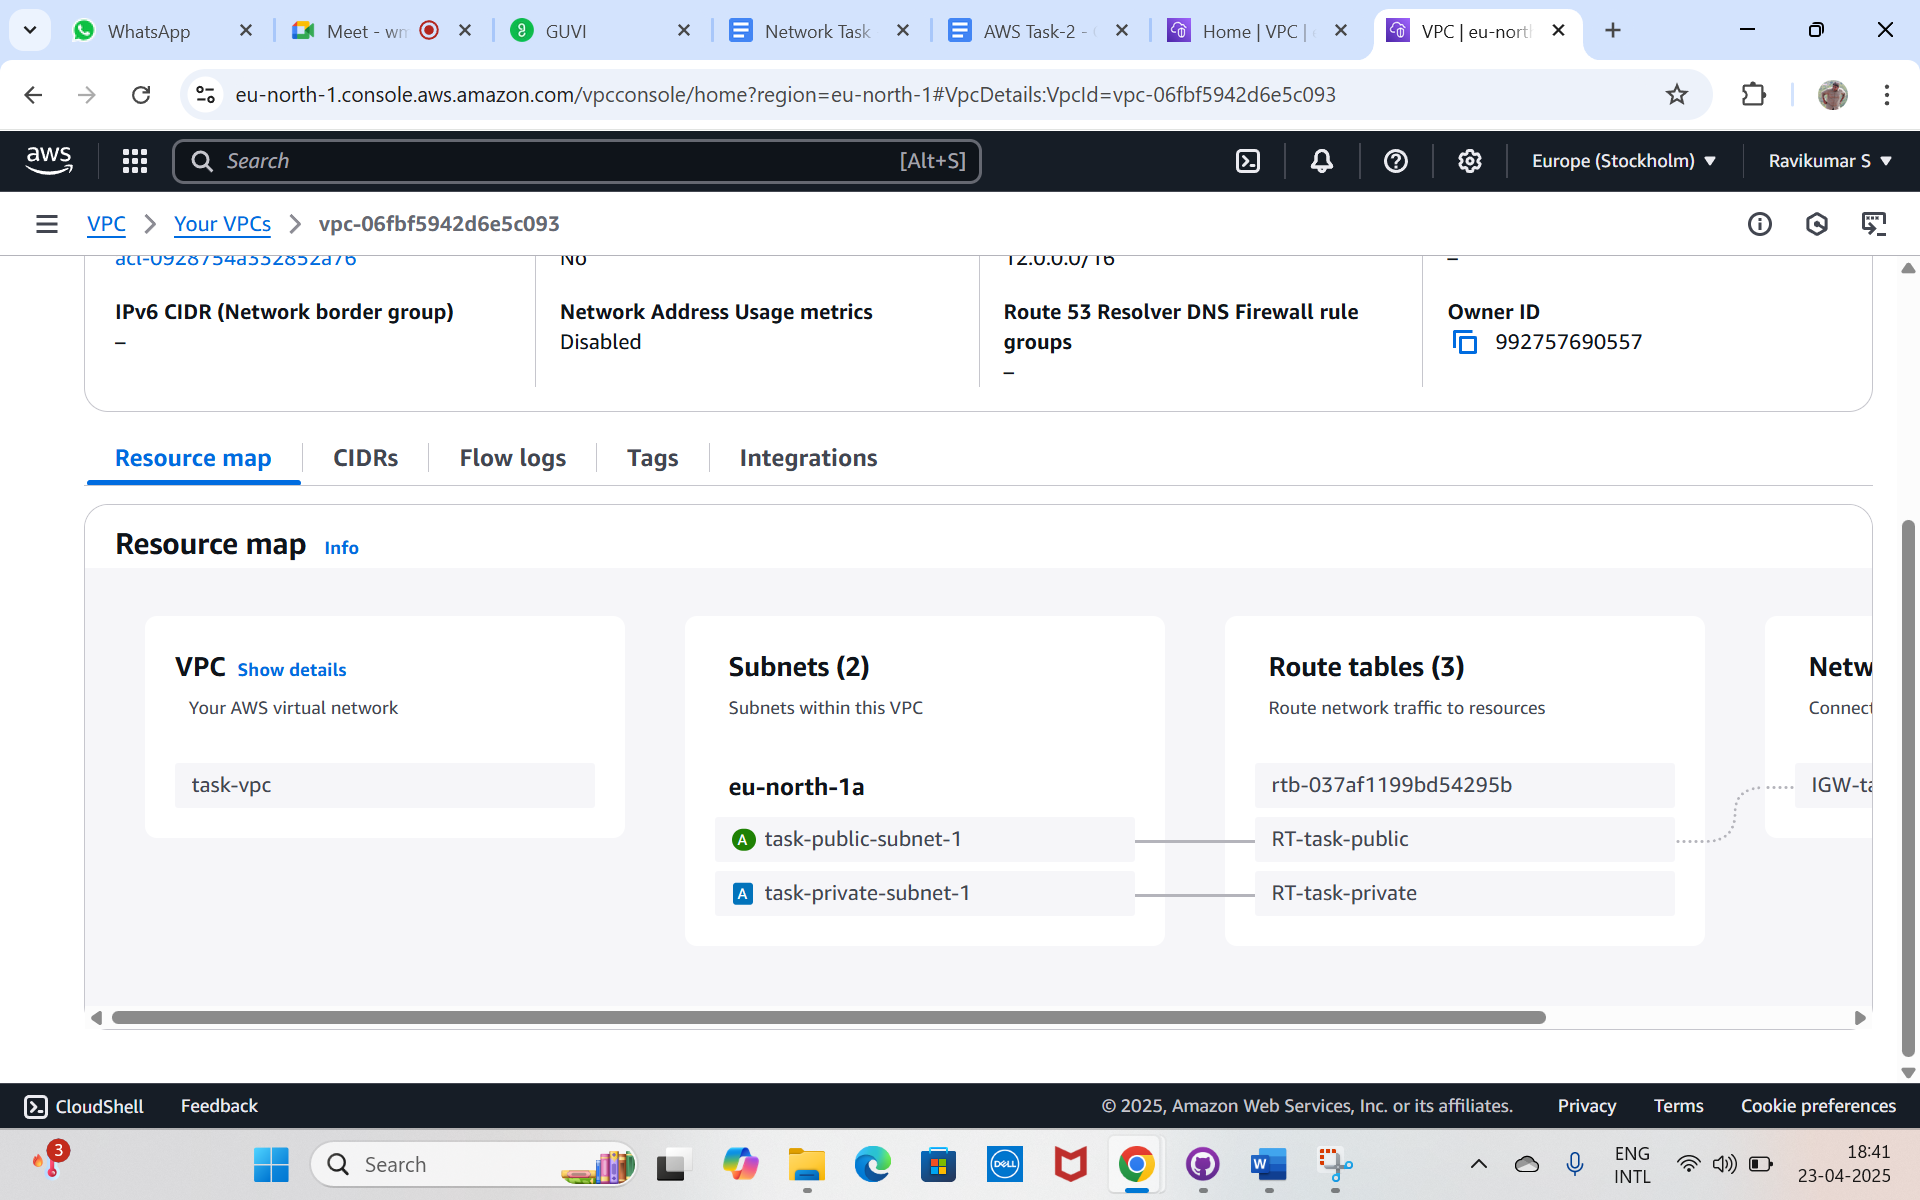 WhatsApp
Meet - wm
GUVI
Network Task
AWS Task-2 -
Home | VPC |
VPC | eu-nort
eu-north-1.console.aws.amazon.com/vpcconsole/home?region=eu-north-1#VpcDetails:VpcId=vpc-06fbf5942d6e5c093
aws
Search [Alt+S]
Europe (Stockholm)
Ravikumar S
VPC
Your VPCs
vpc-06fbf5942d6e5c093
acl-0928754a332852a76
No
12.0.0.0/16
–
IPv6 CIDR (Network border group)
–
Network Address Usage metrics
Disabled
Route 53 Resolver DNS Firewall rule
groups
–
Owner ID
992757690557
Resource map
CIDRs
Flow logs
Tags
Integrations
Resource map Info
VPC Show details
Your AWS virtual network
task-vpc
Subnets (2)
Subnets within this VPC
eu-north-1a
A task-public-subnet-1
A task-private-subnet-1
Route tables (3)
Route network traffic to resources
rtb-037af1199bd54295b
RT-task-public
RT-task-private
Netw
Connect
IGW-ta
CloudShell
Feedback
© 2025, Amazon Web Services, Inc. or its affiliates.
Privacy
Terms
Cookie preferences
3
Search
DELL
W
ENG
INTL
18:41
23-04-2025